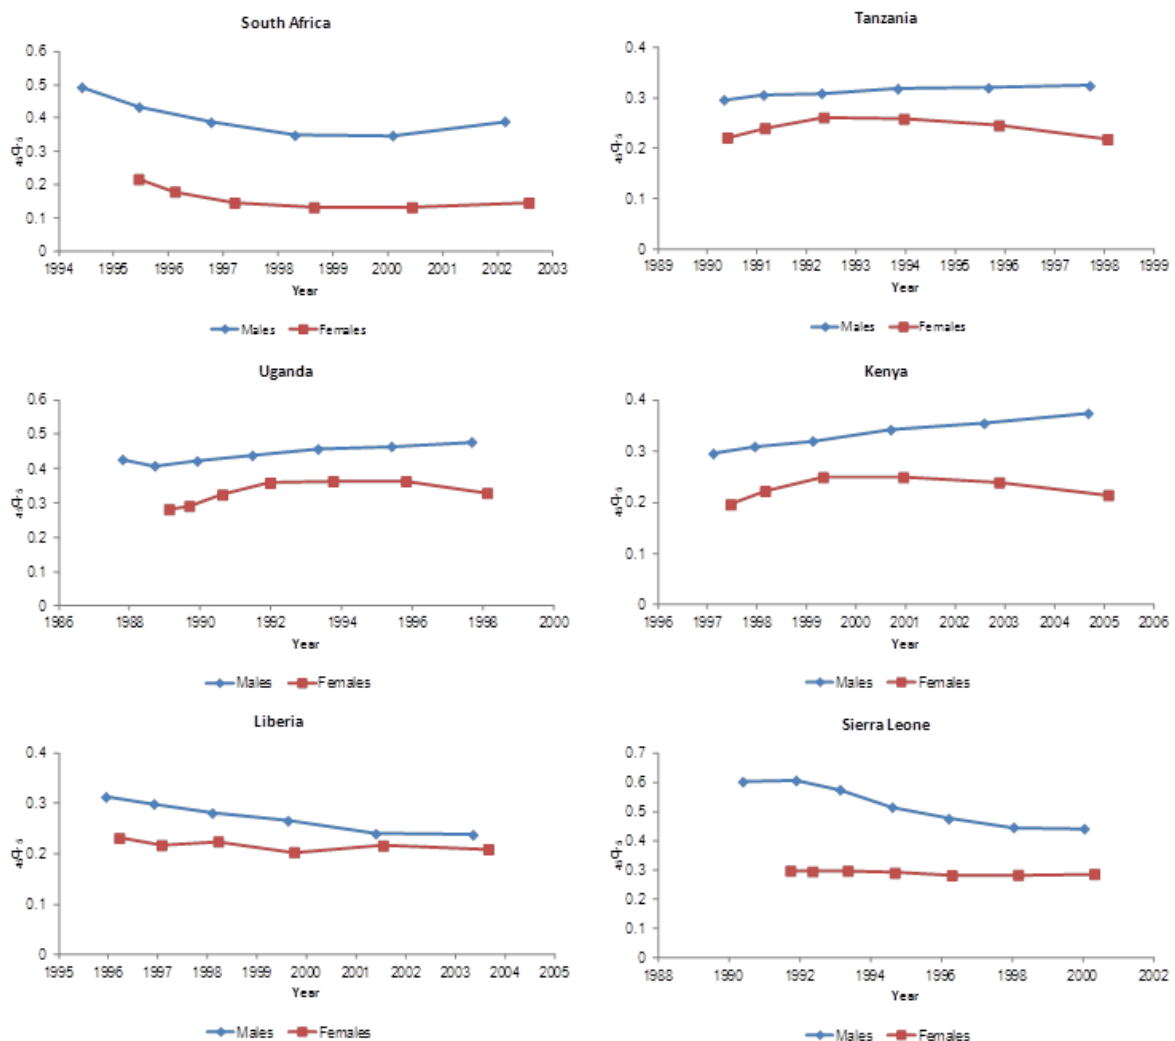 South Africa
0.6
0.5
0.4
0.3
0.2
0.1
0
45q15
1994 1995 1996 1997 1998 1999 2000 2001 2002 2003
Year
Males Females
Tanzania
0.4
0.3
0.2
0.1
0
45q15
1989 1990 1991 1992 1993 1994 1995 1996 1997 1998 1999
Year
Males Females
Uganda
0.6
0.5
0.4
0.3
0.2
0.1
0
45q15
1986 1988 1990 1992 1994 1996 1998 2000
Year
Males Females
Kenya
0.4
0.3
0.2
0.1
0
45q15
1996 1997 1998 1999 2000 2001 2002 2003 2004 2005 2006
Year
Males Females
Liberia
0.4
0.3
0.2
0.1
0
45q15
1995 1996 1997 1998 1999 2000 2001 2002 2003 2004 2005
Year
Males Females
Sierra Leone
0.7
0.6
0.5
0.4
0.3
0.2
0.1
0
45q15
1988 1990 1992 1994 1996 1998 2000 2002
Year
Males Females